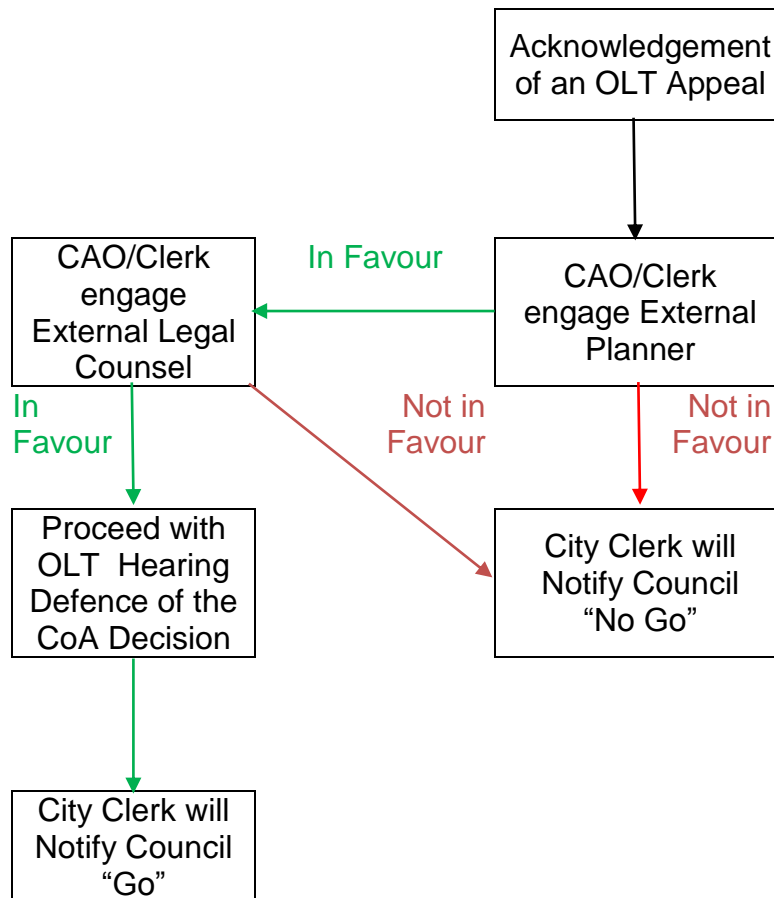 Acknowledgement
of an OLT Appeal
CAO/Clerk
engage
External Legal
Counsel
In Favour
CAO/Clerk
engage External
Planner
In
Favour
Not in
Favour
Not in
Favour
Proceed with
OLT Hearing
Defence of the
CoA Decision
City Clerk will
Notify Council
“No Go”
City Clerk will
Notify Council
“Go”